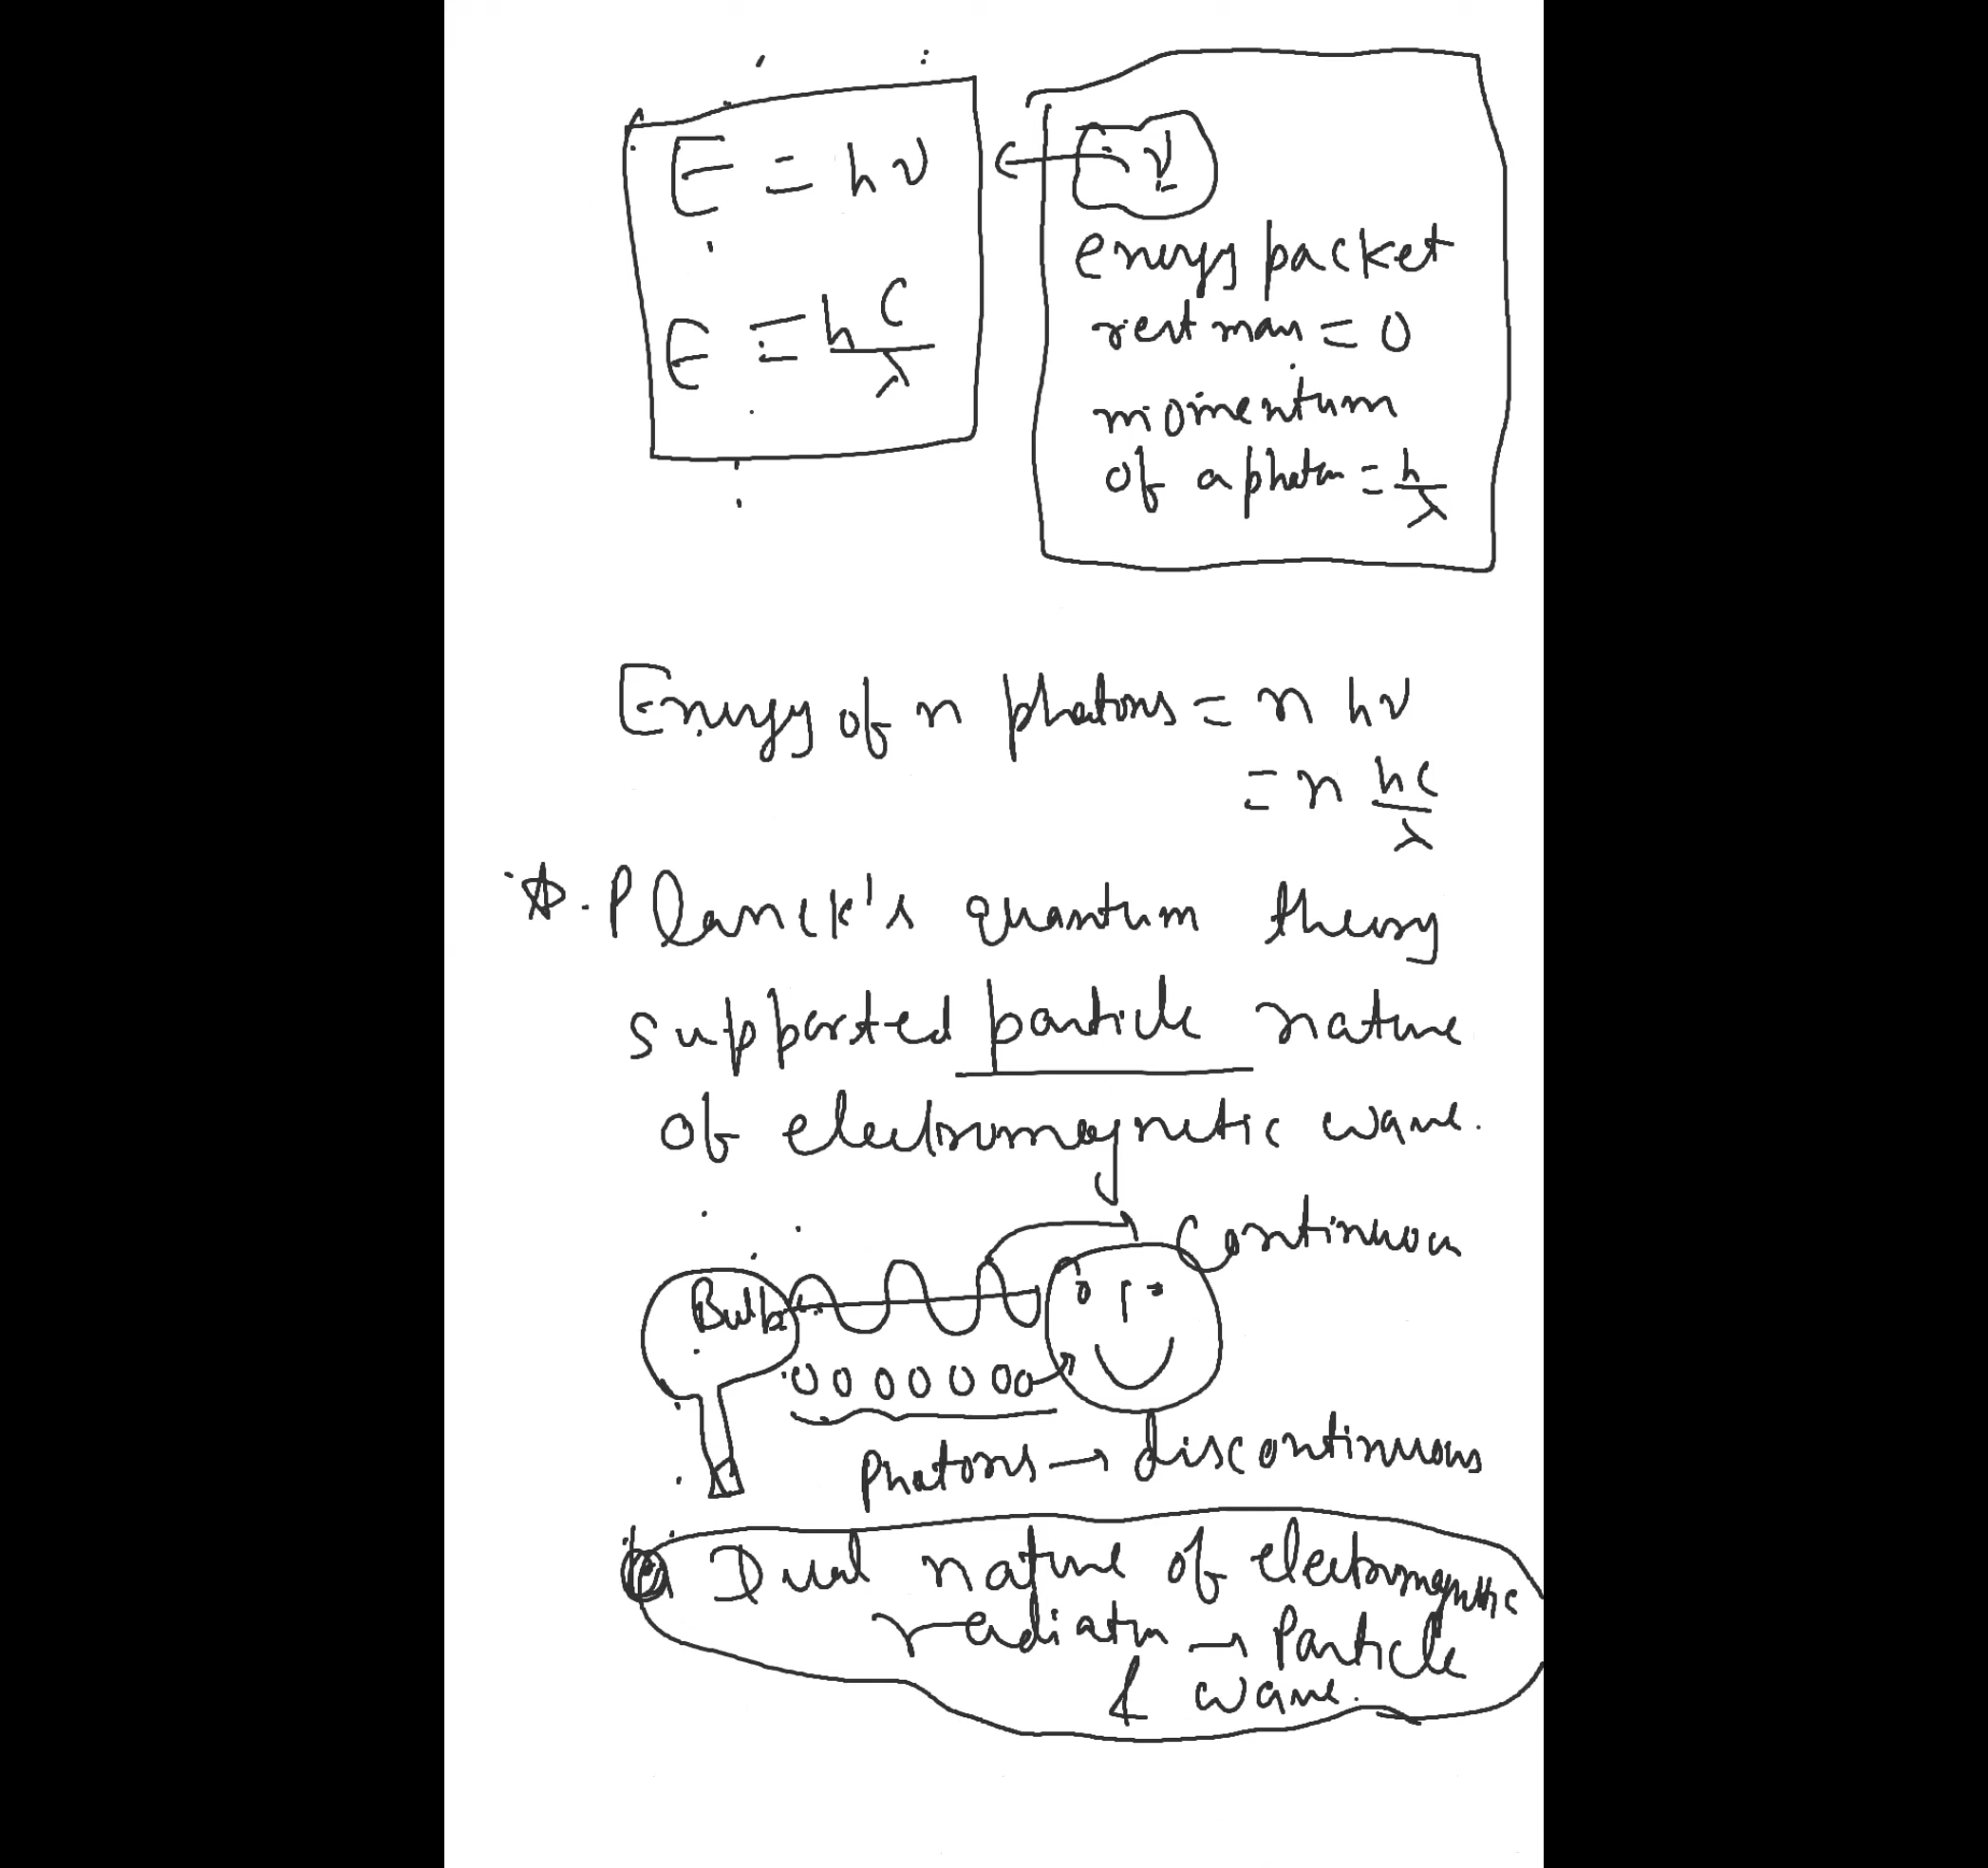 E = hν
E = hc/λ
ν
energy packet
rest mass = 0
momentum
of a photon = h/λ
Energy of n photons = n hν
= n hc/λ
Planck's quantum theory
supported particle nature
of electromagnetic wave.
Continuous
Bulb
Photons → discontinuous
Dual nature of electromagnetic
radiation → Particle
& wave.